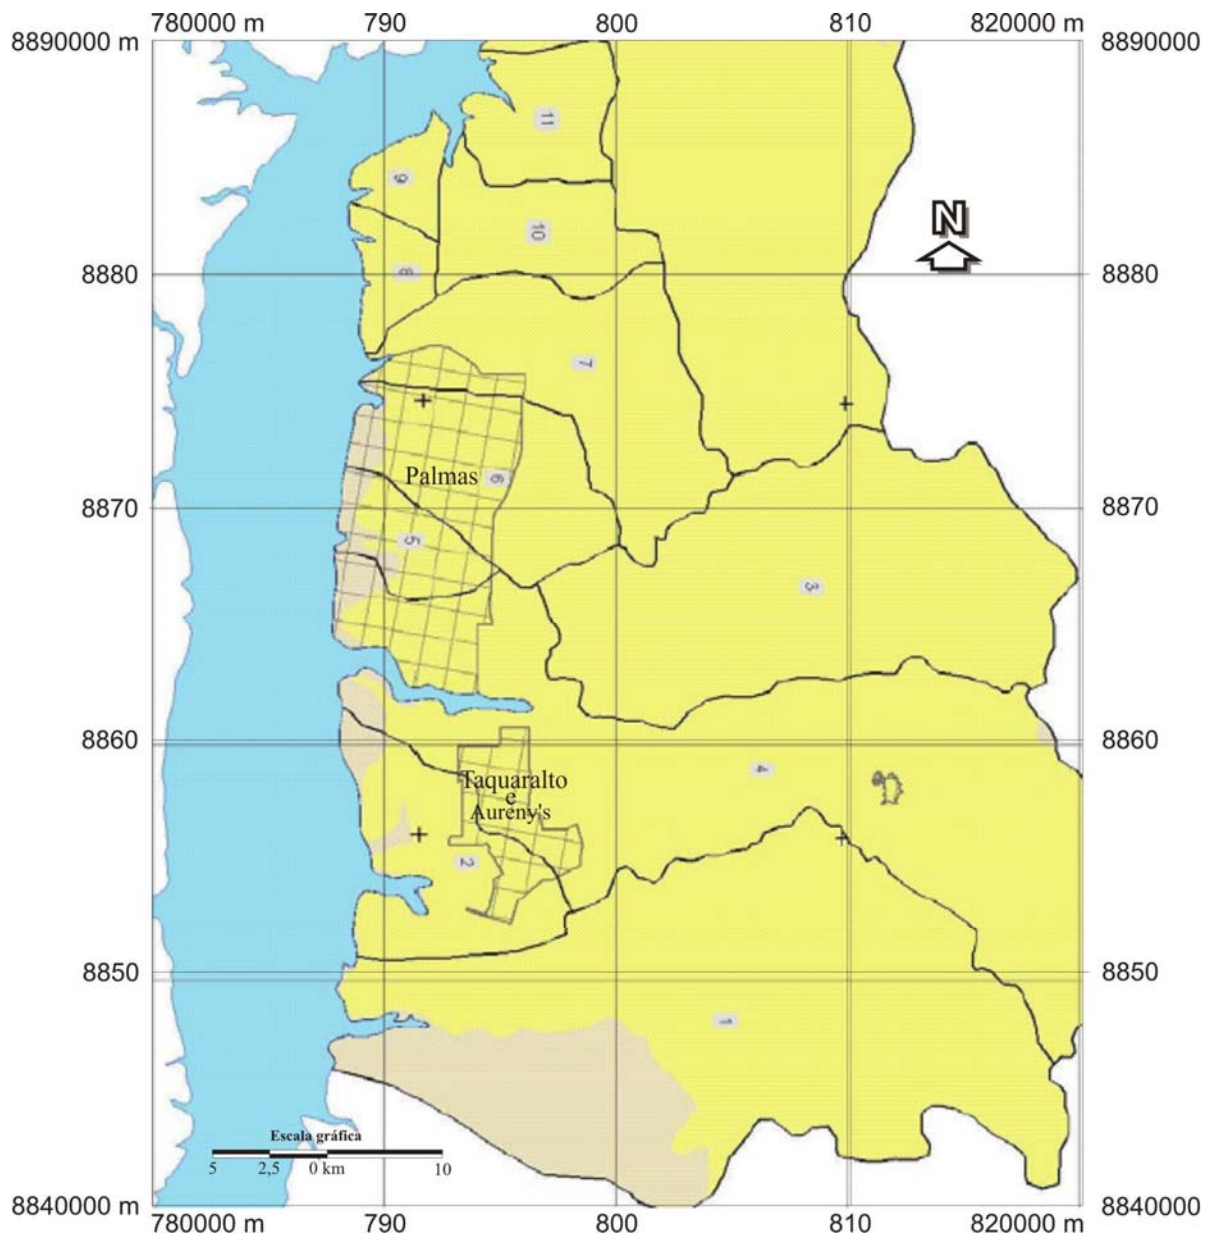 780000 m 790 800 810 820000 m
8890000 m 8890000
11
9
N
10
8
8880 8880
7
Palmas 6
8870 8870
5
3
8860 8860
4
Taquaralto
e
Aureny's
2
8850 8850
1
Escala gráfica
5 2,5 0 km 10
8840000 m 8840000
780000 m 790 800 810 820000 m